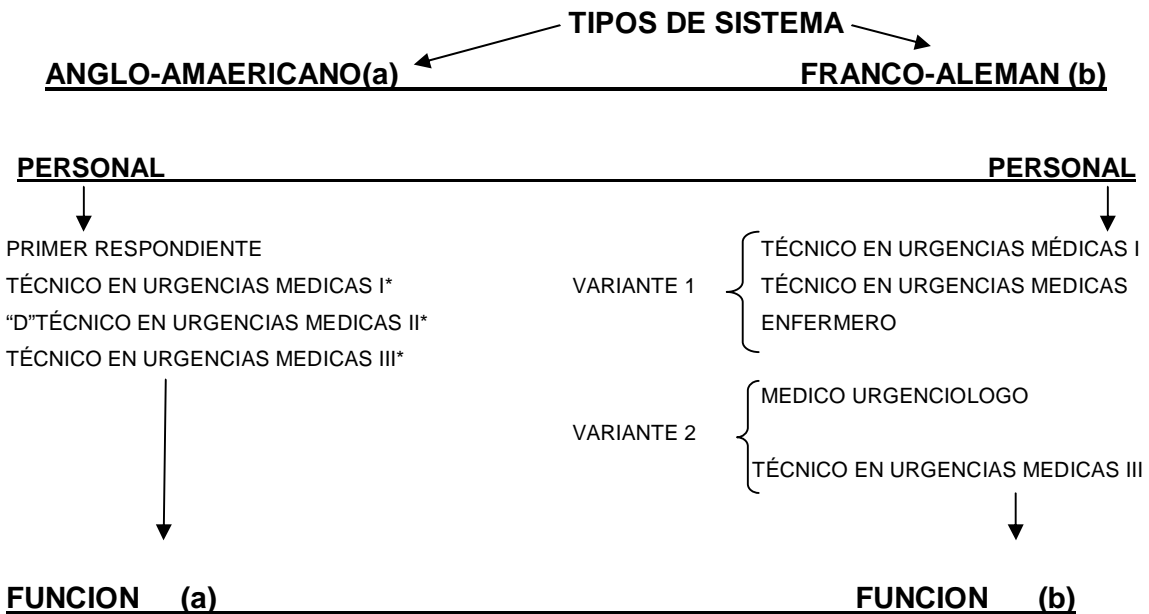 TIPOS DE SISTEMA
ANGLO-AMAERICANO(a) FRANCO-ALEMAN (b)
PERSONAL PERSONAL
PRIMER RESPONDIENTE
TÉCNICO EN URGENCIAS MEDICAS I*
“D”TÉCNICO EN URGENCIAS MEDICAS II*
TÉCNICO EN URGENCIAS MEDICAS III*
VARIANTE 1
TÉCNICO EN URGENCIAS MÉDICAS I
TÉCNICO EN URGENCIAS MEDICAS
ENFERMERO
VARIANTE 2
MEDICO URGENCIOLOGO
TÉCNICO EN URGENCIAS MEDICAS III
FUNCION (a) FUNCION (b)